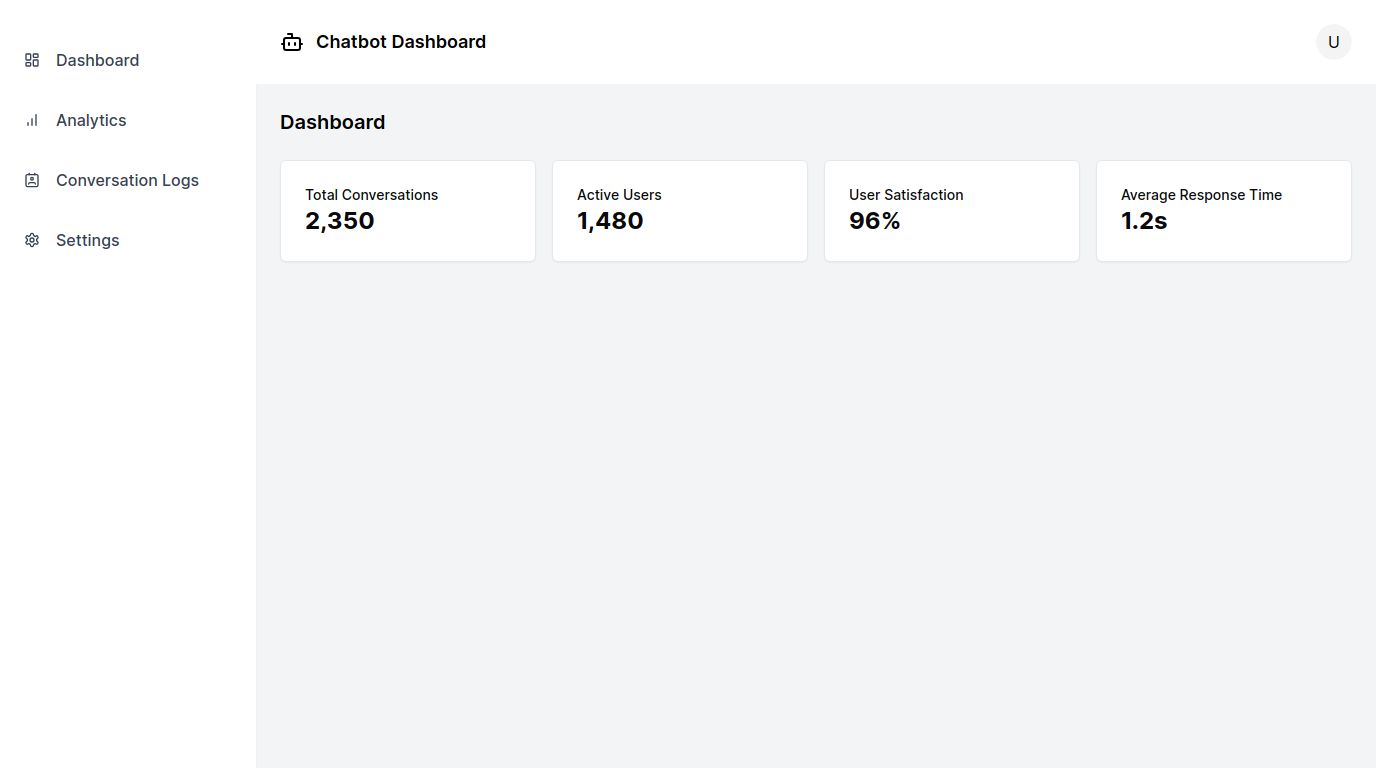 Dashboard
Analytics
Conversation Logs
Settings
Chatbot Dashboard
U
Dashboard
Total Conversations
2,350
Active Users
1,480
User Satisfaction
96%
Average Response Time
1.2s